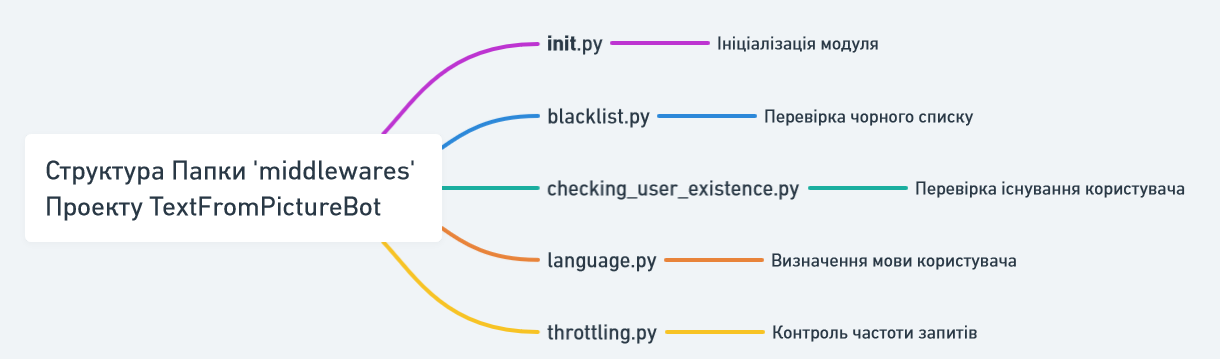 Структура Папки 'middlewares'
Проекту TextFromPictureBot
init.py
Ініціалізація модуля
blacklist.py
Перевірка чорного списку
checking_user_existence.py
Перевірка існування користувача
language.py
Визначення мови користувача
throttling.py
Контроль частоти запитів